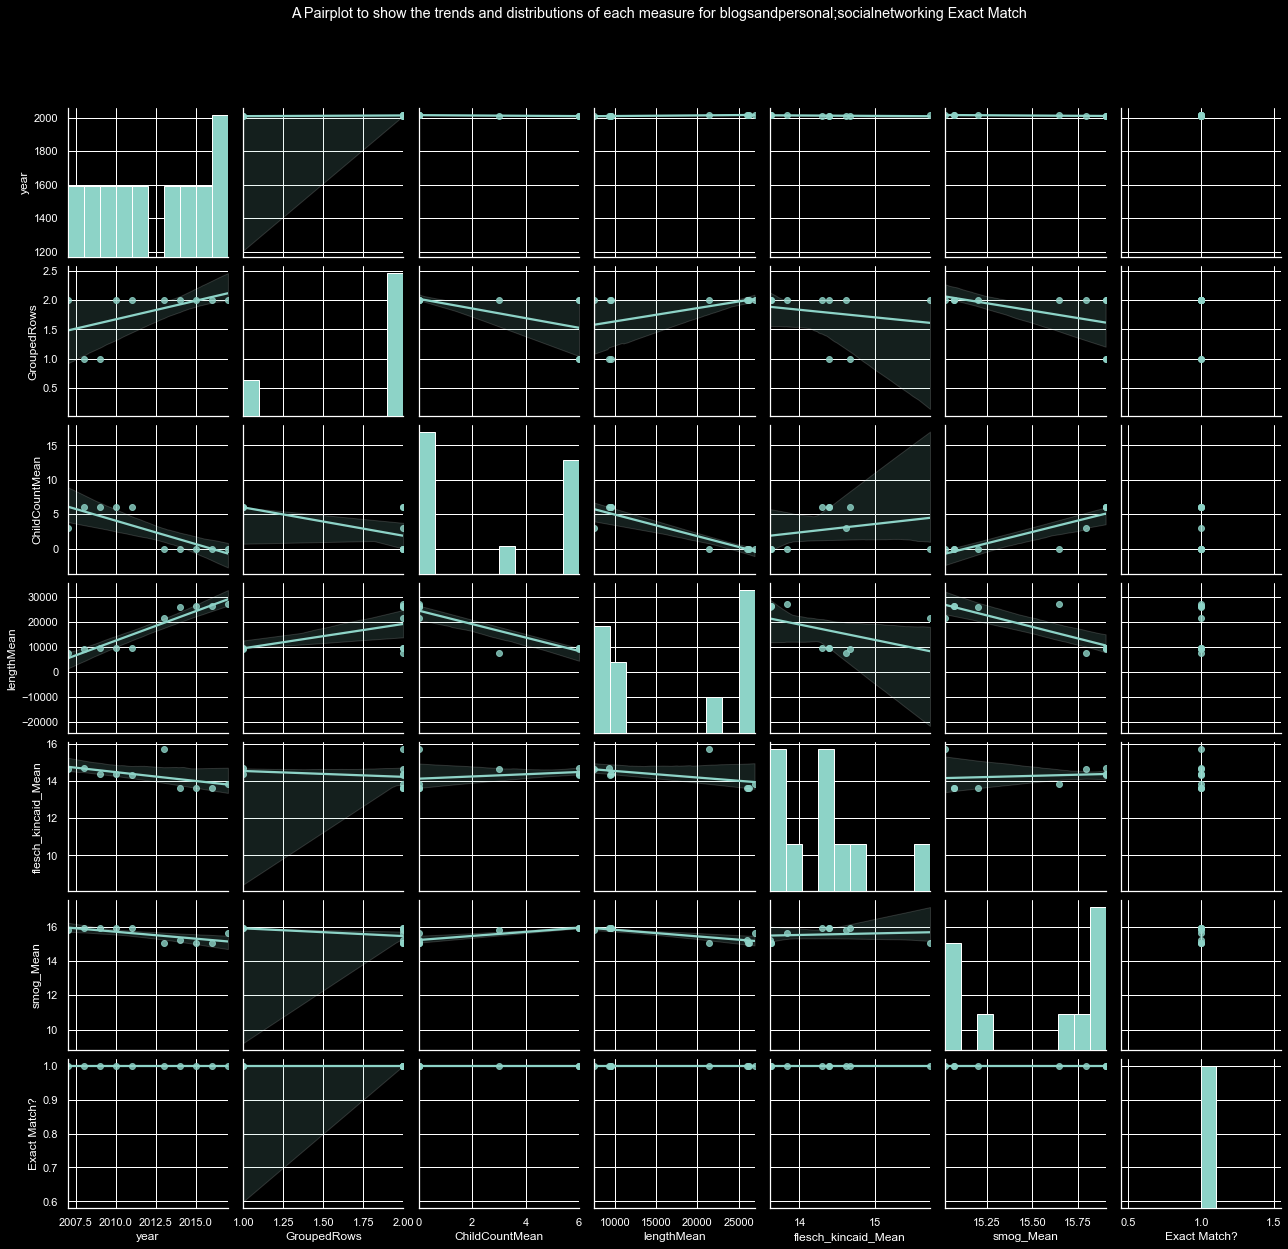 A Pairplot to show the trends and distributions of each measure for blogsandpersonal;socialnetworking Exact Match
2000
1800
1600
1400
1200
year
2.5
2.0
1.5
1.0
0.5
GroupedRows
15
10
5
0
ChildCountMean
30000
20000
10000
0
−10000
−20000
lengthMean
16
14
12
10
flesch_kincaid_Mean
16
14
12
10
smog_Mean
1.0
0.9
0.8
0.7
0.6
Exact Match?
2007.5 2010.0 2012.5 2015.0
1.00 1.25 1.50 1.75 2.00
0 2 4 6
10000 15000 20000 25000
14 15
15.25 15.50 15.75
0.5 1.0 1.5
year
GroupedRows
ChildCountMean
lengthMean
flesch_kincaid_Mean
smog_Mean
Exact Match?